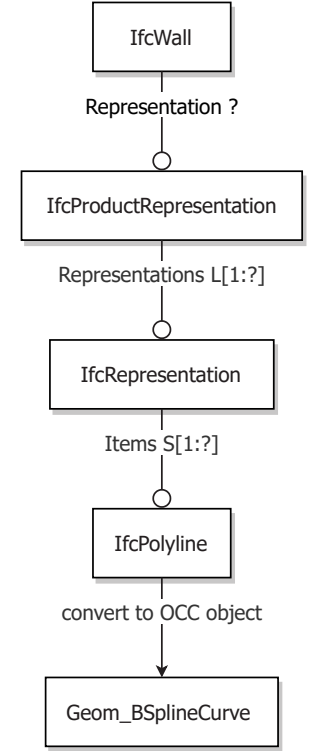 IfcWall
Representation ?
IfcProductRepresentation
Representations L[1:?]
IfcRepresentation
Items S[1:?]
IfcPolyline
convert to OCC object
Geom_BSplineCurve